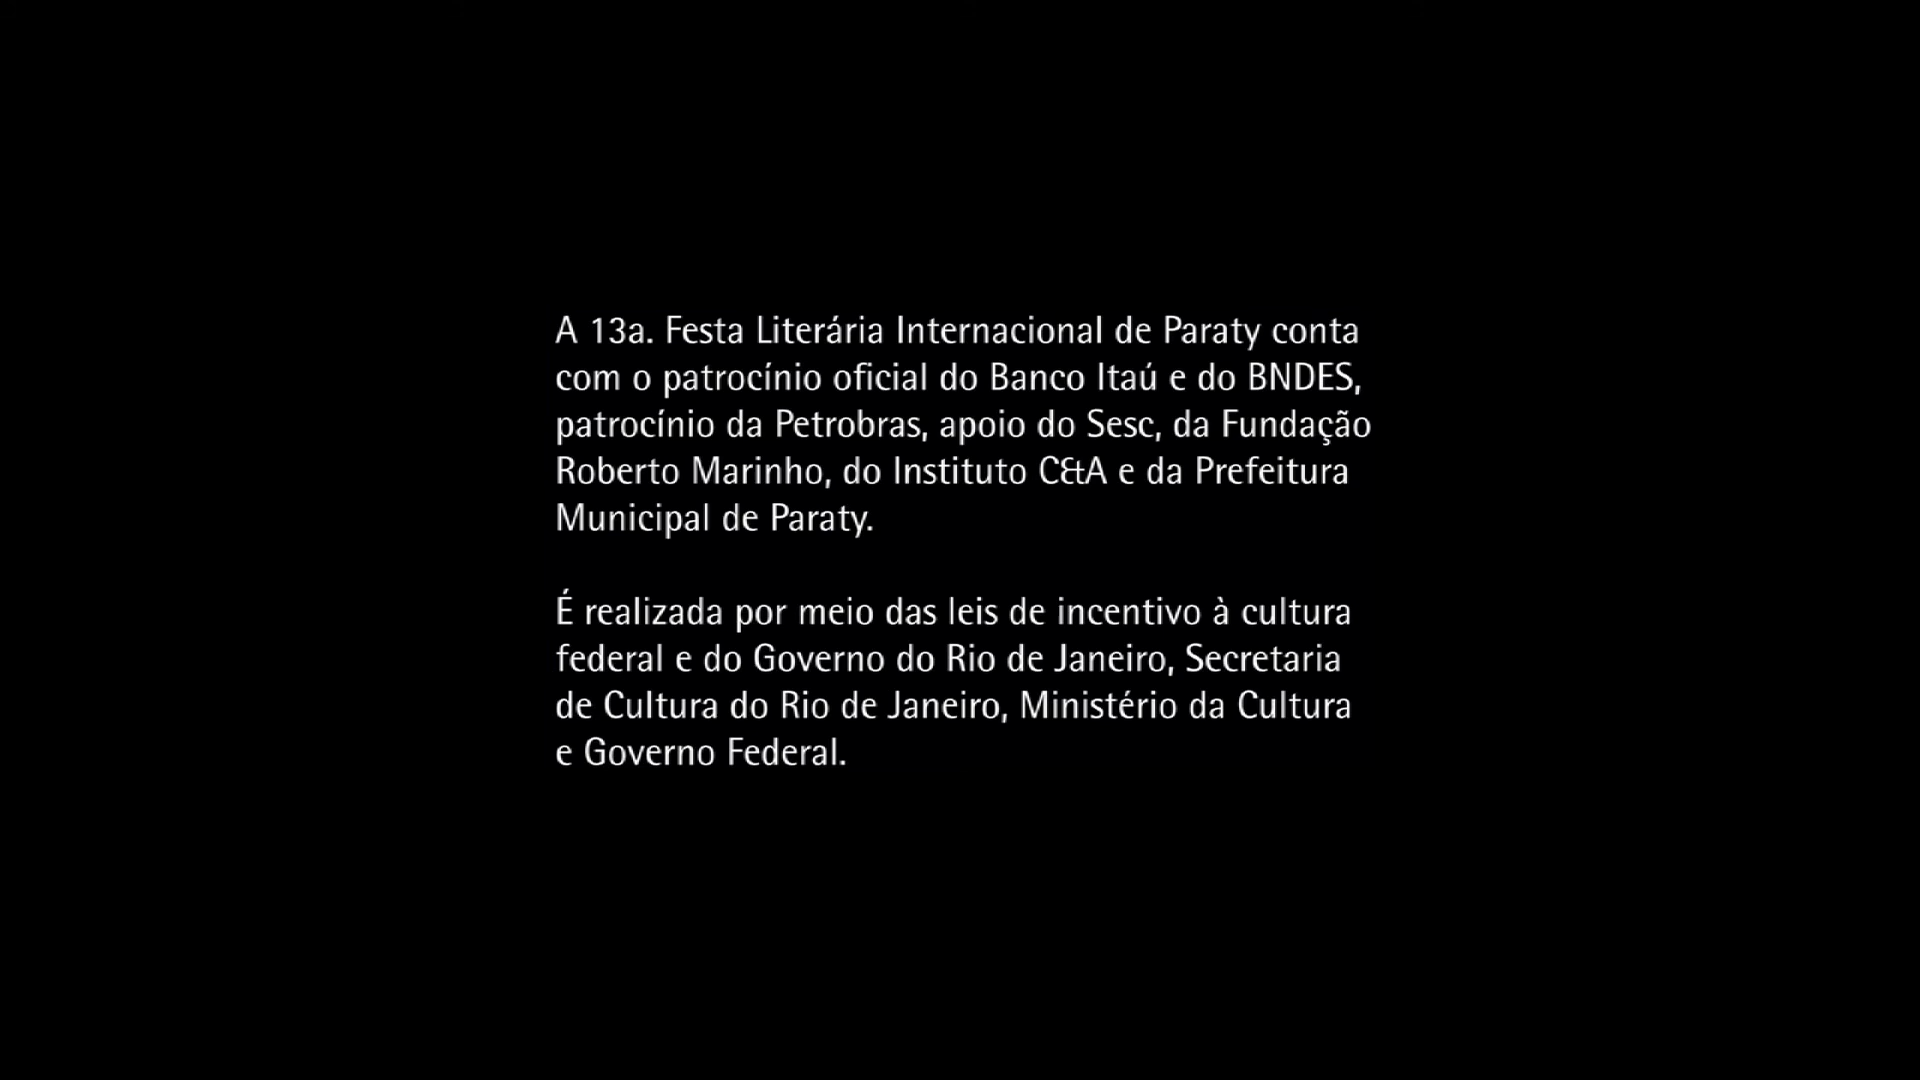 A 13a. Festa Literária Internacional de Paraty conta
com o patrocínio oficial do Banco Itaú e do BNDES,
patrocínio da Petrobras, apoio do Sesc, da Fundação
Roberto Marinho, do Instituto C&A e da Prefeitura
Municipal de Paraty.
É realizada por meio das leis de incentivo à cultura
federal e do Governo do Rio de Janeiro, Secretaria
de Cultura do Rio de Janeiro, Ministério da Cultura
e Governo Federal.